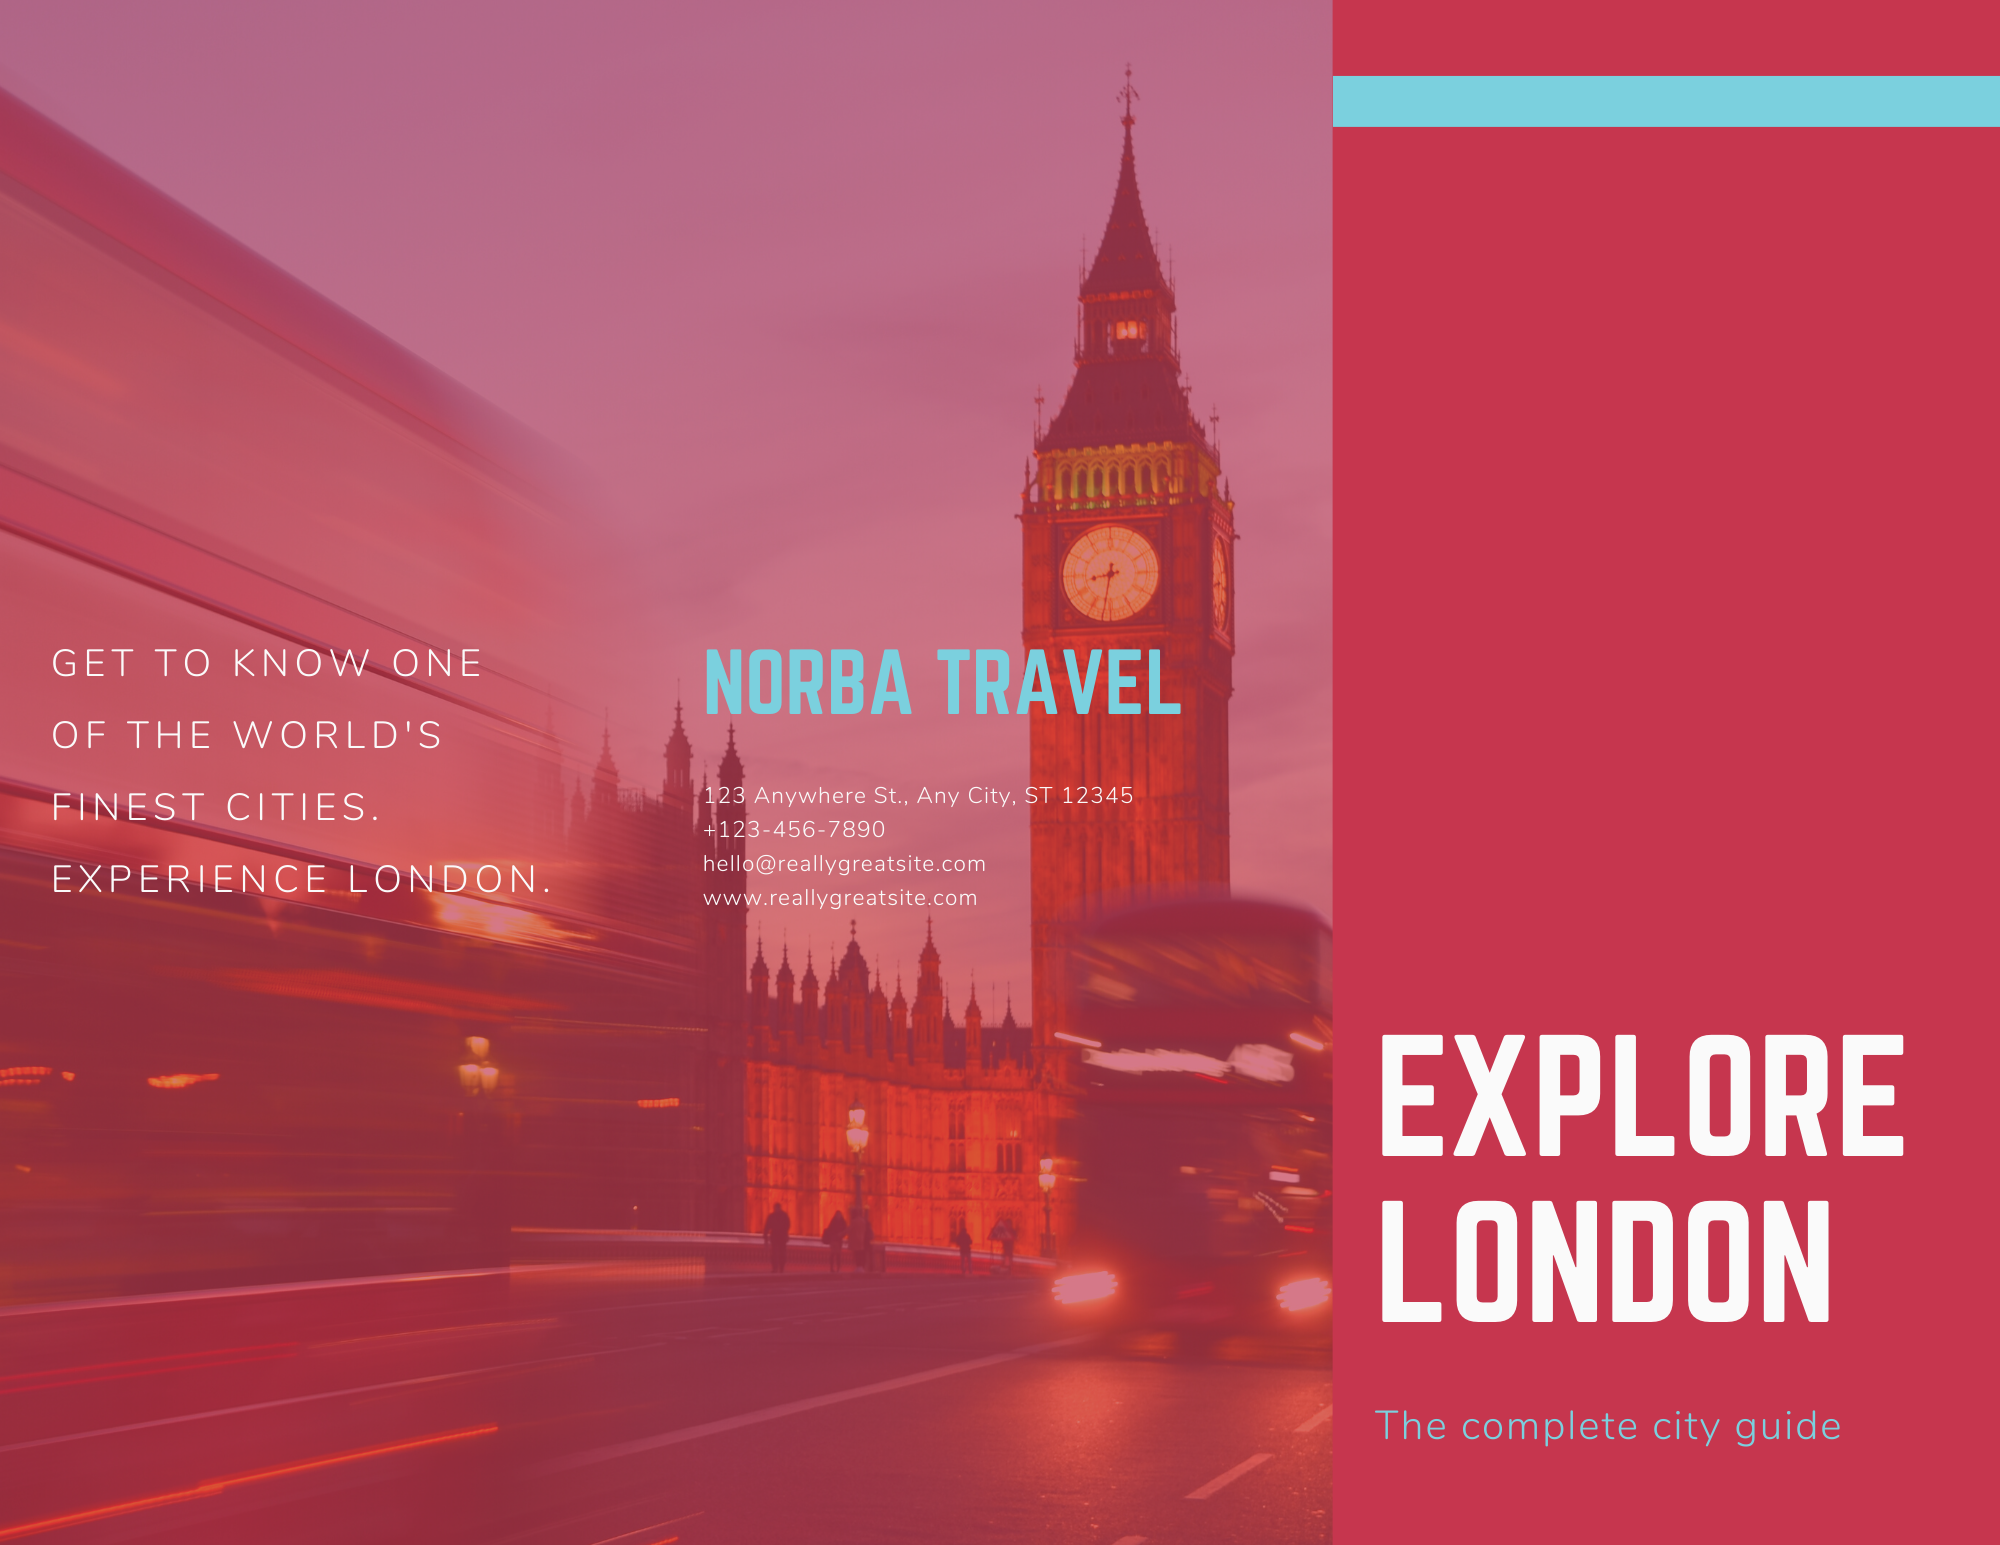 GET TO KNOW ONE
OF THE WORLD'S
FINEST CITIES.
EXPERIENCE LONDON.
NORBA TRAVEL
123 Anywhere St., Any City, ST 12345
+123-456-7890
hello@reallygreatsite.com
www.reallygreatsite.com
EXPLORE
LONDON
The complete city guide